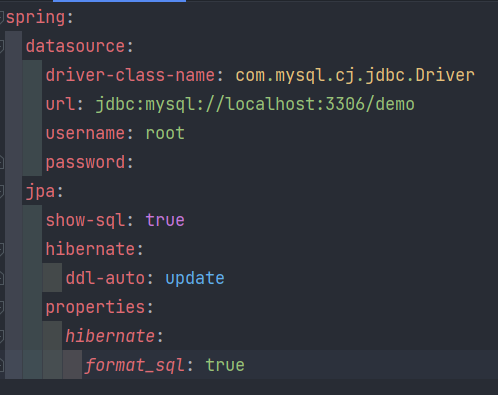 spring:
  datasource:
    driver-class-name: com.mysql.cj.jdbc.Driver
    url: jdbc:mysql://localhost:3306/demo
    username: root
    password:
  jpa:
    show-sql: true
    hibernate:
      ddl-auto: update
    properties:
      hibernate:
        format_sql: true